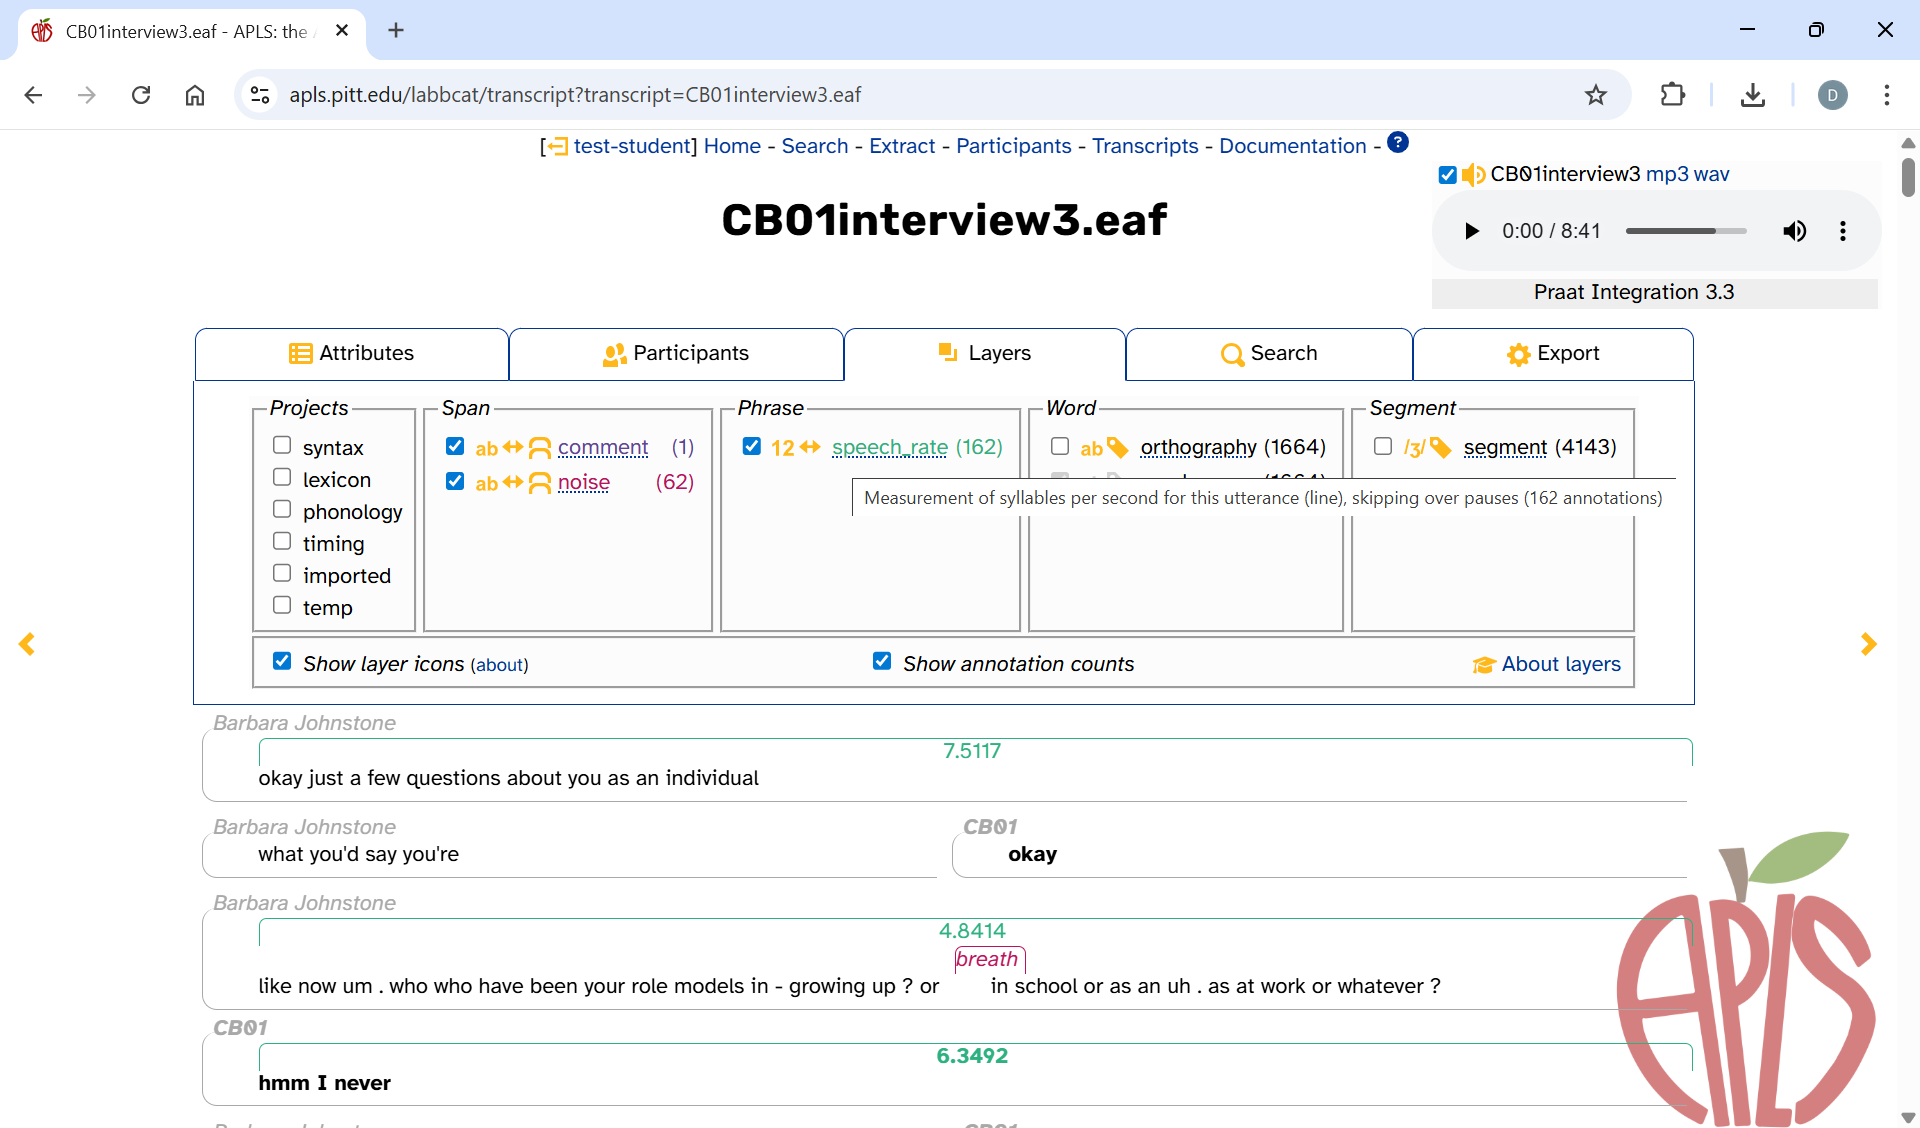 CB01interview3.eaf - APLS: the
apls.pitt.edu/labbcat/transcript?transcript=CB01interview3.eaf
D
[test-student] Home - Search - Extract - Participants - Transcripts - Documentation - ?
CB01interview3 mp3 wav
CB01interview3.eaf
0:00 / 8:41
Praat Integration 3.3
Attributes
Participants
Layers
Search
Export
Projects
syntax
lexicon
phonology
timing
imported
temp
Span
ab comment (1)
ab noise (62)
Phrase
12 speech_rate (162)
Word
ab orthography (1664)
Segment
/ʒ/ segment (4143)
Measurement of syllables per second for this utterance (line), skipping over pauses (162 annotations)
Show layer icons (about)
Show annotation counts
About layers
Barbara Johnstone
7.5117
okay just a few questions about you as an individual
Barbara Johnstone
what you'd say you're
CB01
okay
Barbara Johnstone
4.8414
breath
like now um . who who have been your role models in - growing up ? or in school or as an uh . as at work or whatever ?
CB01
6.3492
hmm I never
APLS